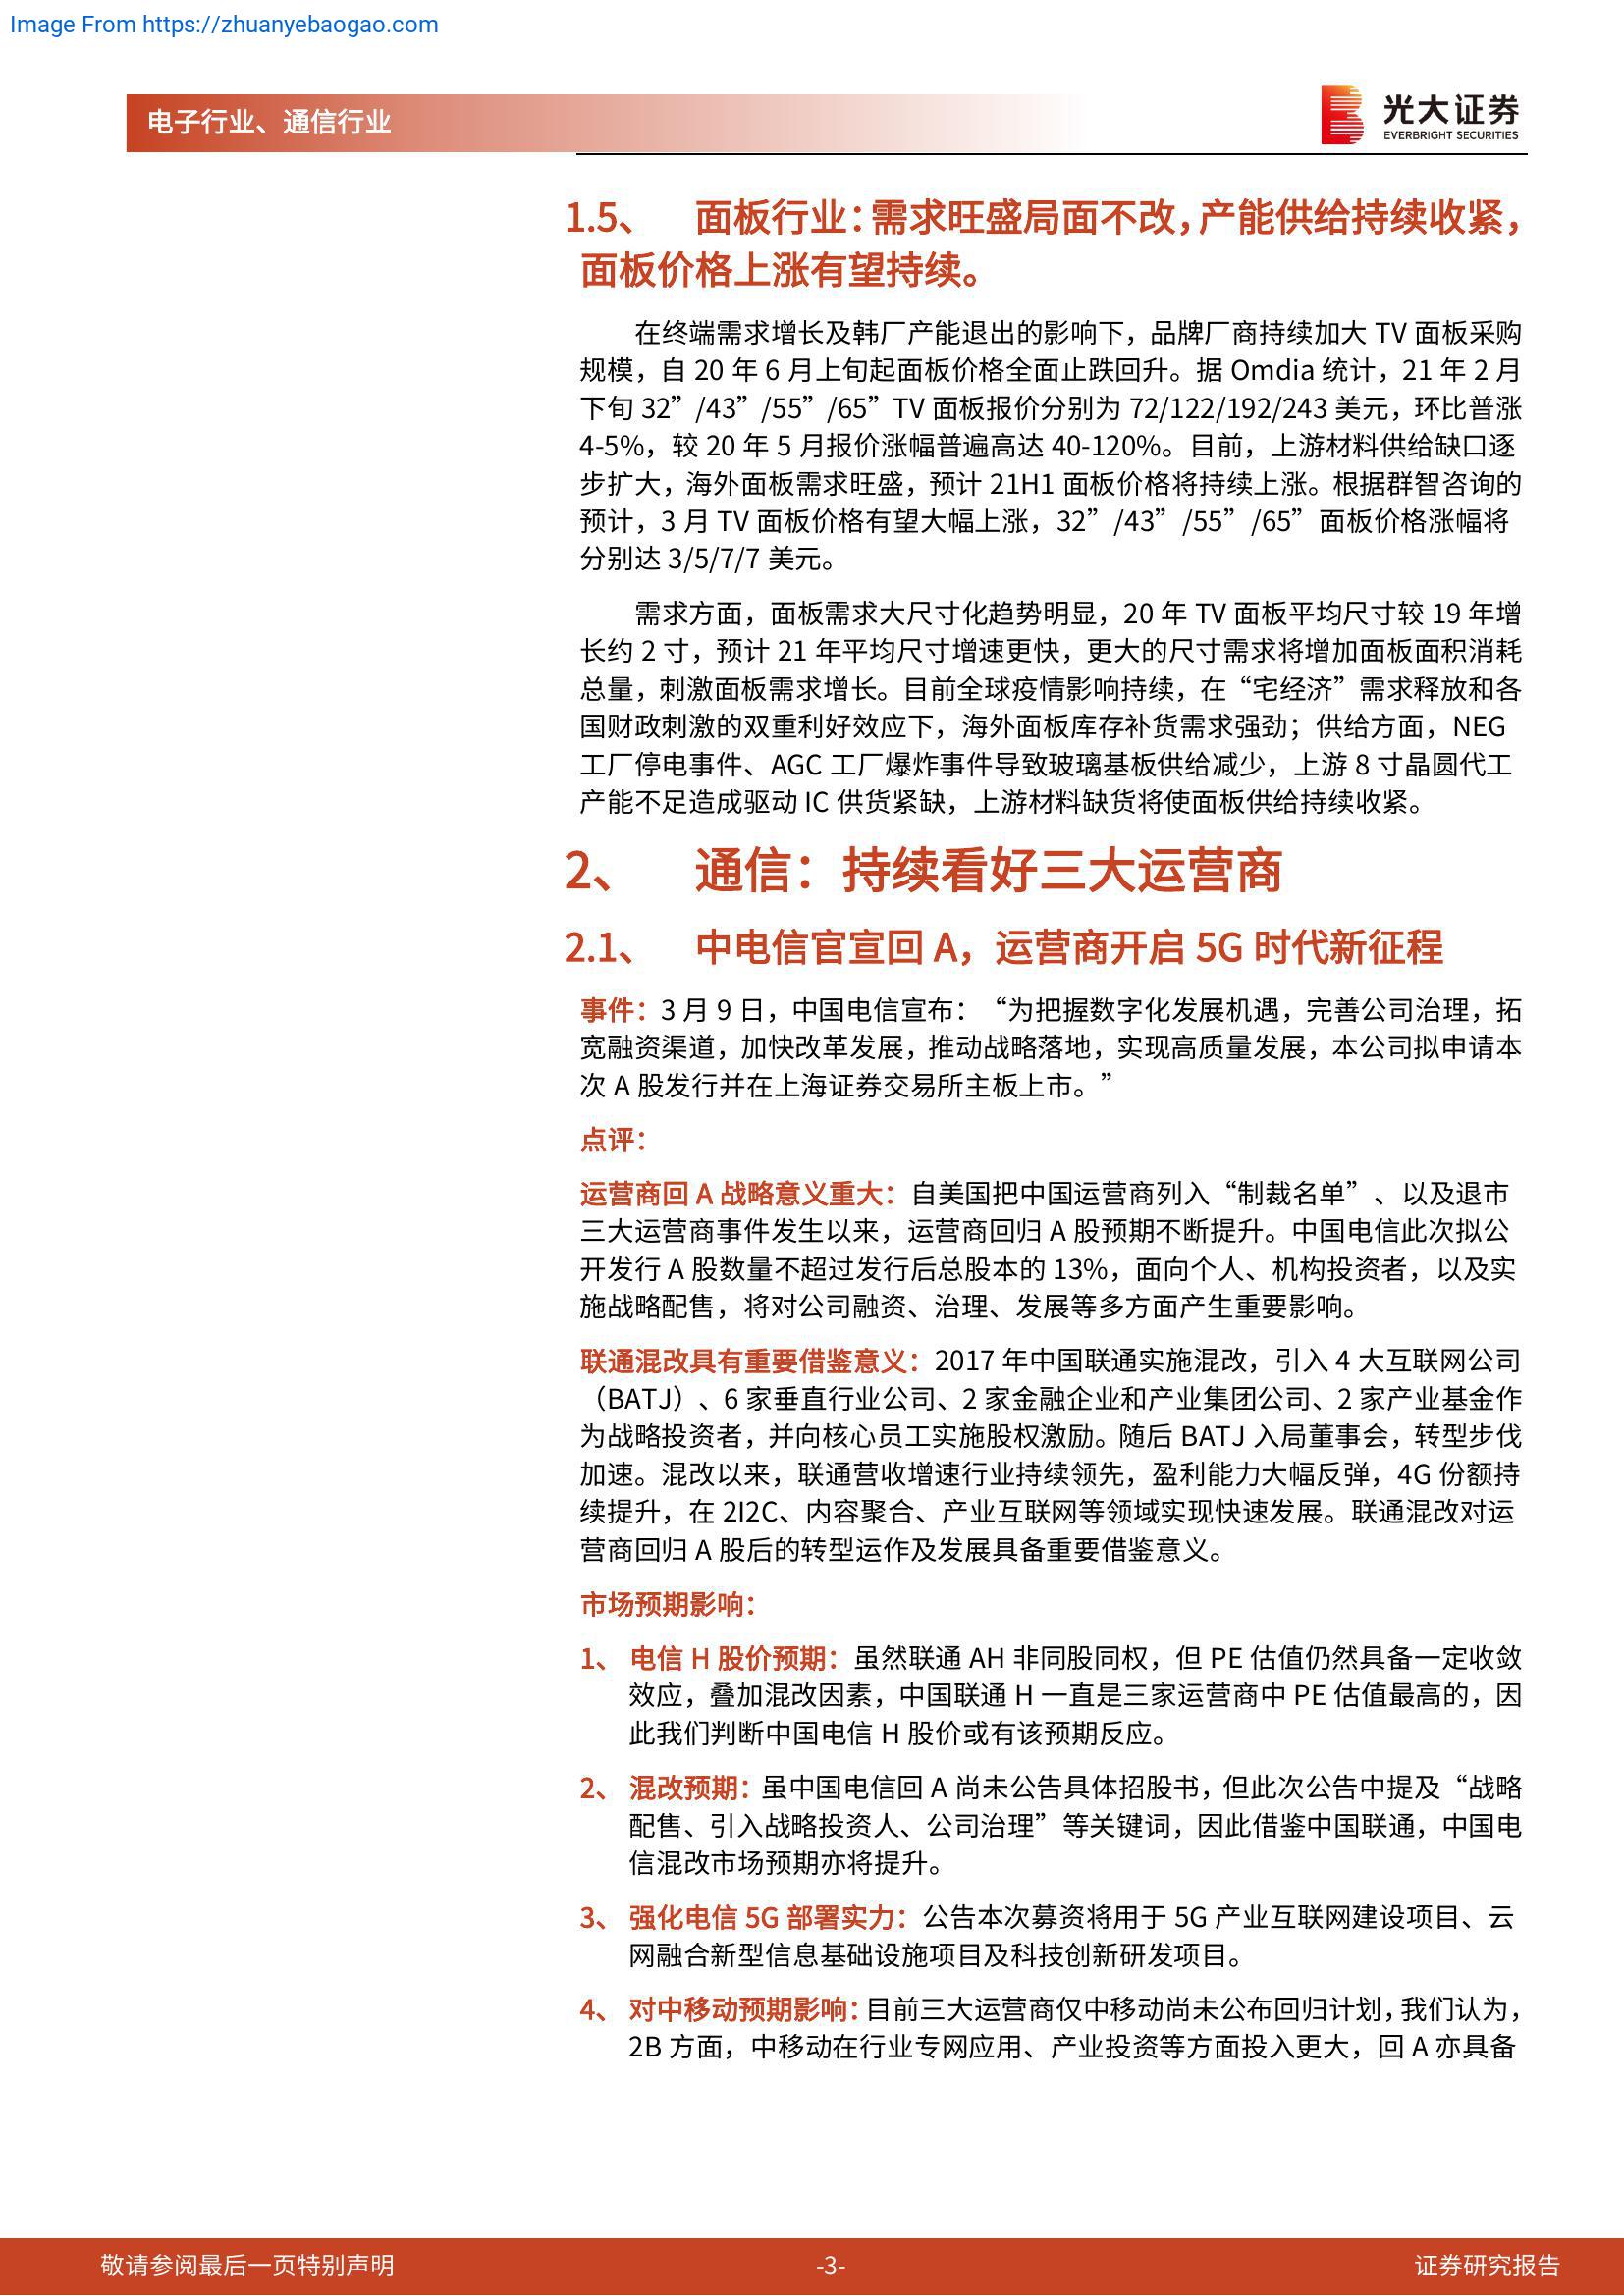 Image From https://zhuanyebaogao.com
电子行业、通信行业
光大证券
EVERBRIGHT SECURITIES
1.5、 面板行业：需求旺盛局面不改，产能供给持续收紧，
面板价格上涨有望持续。
在终端需求增长及韩厂产能退出的影响下，品牌厂商持续加大 TV 面板采购
规模，自 20 年 6 月上旬起面板价格全面止跌回升。据 Omdia 统计，21 年 2 月
下旬 32”/43”/55”/65”TV 面板报价分别为 72/122/192/243 美元，环比普涨
4-5%，较 20 年 5 月报价涨幅普遍高达 40-120%。目前，上游材料供给缺口逐
步扩大，海外面板需求旺盛，预计 21H1 面板价格将持续上涨。根据群智咨询的
预计，3 月 TV 面板价格有望大幅上涨，32”/43”/55”/65”面板价格涨幅将
分别达 3/5/7/7 美元。
需求方面，面板需求大尺寸化趋势明显，20 年 TV 面板平均尺寸较 19 年增
长约 2 寸，预计 21 年平均尺寸增速更快，更大的尺寸需求将增加面板面积消耗
总量，刺激面板需求增长。目前全球疫情影响持续，在“宅经济”需求释放和各
国财政刺激的双重利好效应下，海外面板库存补货需求强劲；供给方面，NEG
工厂停电事件、AGC 工厂爆炸事件导致玻璃基板供给减少，上游 8 寸晶圆代工
产能不足造成驱动 IC 供货紧缺，上游材料缺货将使面板供给持续收紧。
2、 通信：持续看好三大运营商
2.1、 中电信官宣回 A，运营商开启 5G 时代新征程
事件：3 月 9 日，中国电信宣布：“为把握数字化发展机遇，完善公司治理，拓
宽融资渠道，加快改革发展，推动战略落地，实现高质量发展，本公司拟申请本
次 A 股发行并在上海证券交易所主板上市。”
点评：
运营商回 A 战略意义重大：自美国把中国运营商列入“制裁名单”、以及退市
三大运营商事件发生以来，运营商回归 A 股预期不断提升。中国电信此次拟公
开发行 A 股数量不超过发行后总股本的 13%，面向个人、机构投资者，以及实
施战略配售，将对公司融资、治理、发展等多方面产生重要影响。
联通混改具有重要借鉴意义：2017 年中国联通实施混改，引入 4 大互联网公司
（BATJ）、6 家垂直行业公司、2 家金融企业和产业集团公司、2 家产业基金作
为战略投资者，并向核心员工实施股权激励。随后 BATJ 入局董事会，转型步伐
加速。混改以来，联通营收增速行业持续领先，盈利能力大幅反弹，4G 份额持
续提升，在 2I2C、内容聚合、产业互联网等领域实现快速发展。联通混改对运
营商回归 A 股后的转型运作及发展具备重要借鉴意义。
市场预期影响：
1、 电信 H 股价预期：虽然联通 AH 非同股同权，但 PE 估值仍然具备一定收敛
效应，叠加混改因素，中国联通 H 一直是三家运营商中 PE 估值最高的，因
此我们判断中国电信 H 股价或有该预期反应。
2、 混改预期：虽中国电信回 A 尚未公告具体招股书，但此次公告中提及“战略
配售、引入战略投资人、公司治理”等关键词，因此借鉴中国联通，中国电
信混改市场预期亦将提升。
3、 强化电信 5G 部署实力：公告本次募资将用于 5G 产业互联网建设项目、云
网融合新型信息基础设施项目及科技创新研发项目。
4、 对中移动预期影响：目前三大运营商仅中移动尚未公布回归计划，我们认为，
2B 方面，中移动在行业专网应用、产业投资等方面投入更大，回 A 亦具备
敬请参阅最后一页特别声明
-3-
证券研究报告